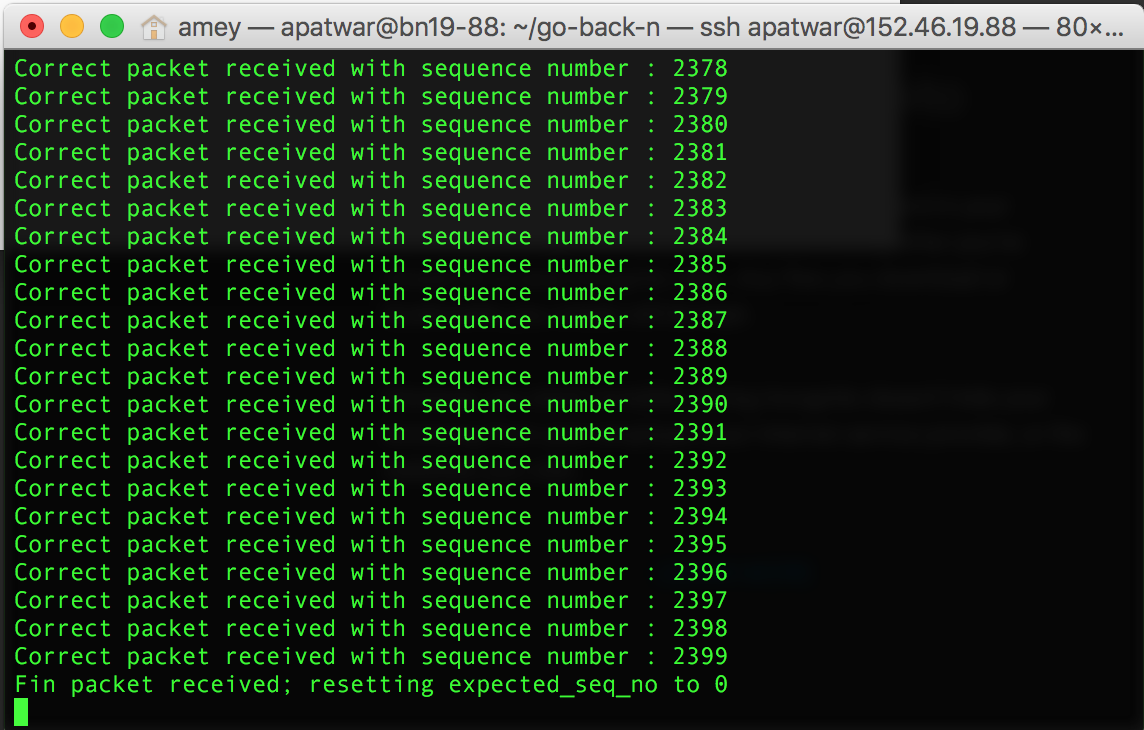 amey — apatwar@bn19-88: ~/go-back-n — ssh apatwar@152.46.19.88 — 80×...
Correct packet received with sequence number : 2378
Correct packet received with sequence number : 2379
Correct packet received with sequence number : 2380
Correct packet received with sequence number : 2381
Correct packet received with sequence number : 2382
Correct packet received with sequence number : 2383
Correct packet received with sequence number : 2384
Correct packet received with sequence number : 2385
Correct packet received with sequence number : 2386
Correct packet received with sequence number : 2387
Correct packet received with sequence number : 2388
Correct packet received with sequence number : 2389
Correct packet received with sequence number : 2390
Correct packet received with sequence number : 2391
Correct packet received with sequence number : 2392
Correct packet received with sequence number : 2393
Correct packet received with sequence number : 2394
Correct packet received with sequence number : 2395
Correct packet received with sequence number : 2396
Correct packet received with sequence number : 2397
Correct packet received with sequence number : 2398
Correct packet received with sequence number : 2399
Fin packet received; resetting expected_seq_no to 0